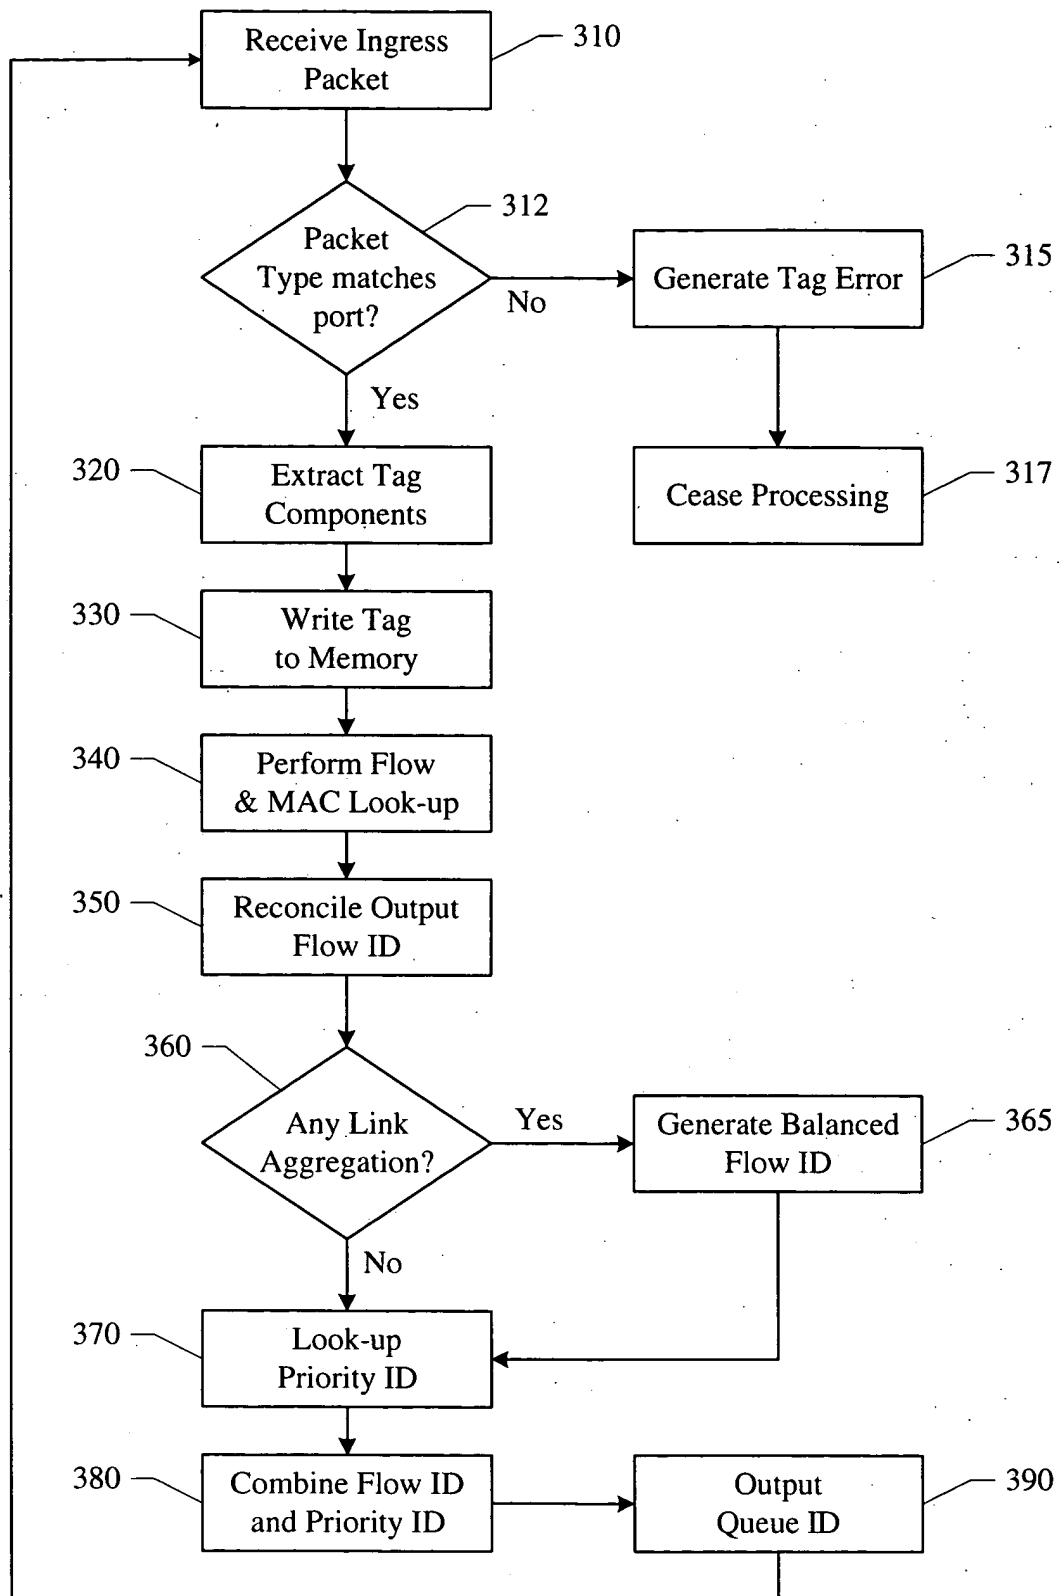 Receive Ingress
Packet
310
312
Packet
Type matches
port?
No
Generate Tag Error
315
Yes
320
Extract Tag
Components
Cease Processing
317
330
Write Tag
to Memory
340
Perform Flow
& MAC Look-up
350
Reconcile Output
Flow ID
360
Any Link
Aggregation?
Yes
Generate Balanced
Flow ID
365
No
370
Look-up
Priority ID
380
Combine Flow ID
and Priority ID
Output
Queue ID
390